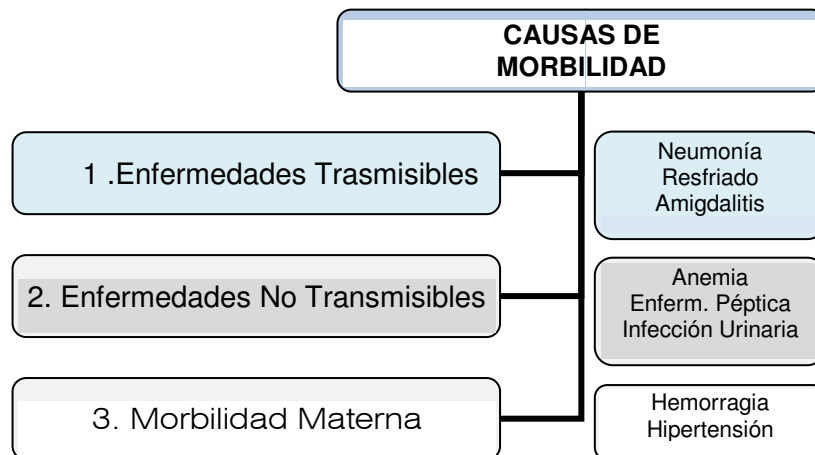 CAUSAS DE
MORBILIDAD
1 .Enfermedades Trasmisibles
Neumonía
Resfriado
Amigdalitis
2. Enfermedades No Transmisibles
Anemia
Enferm. Péptica
Infección Urinaria
3. Morbilidad Materna
Hemorragia
Hipertensión